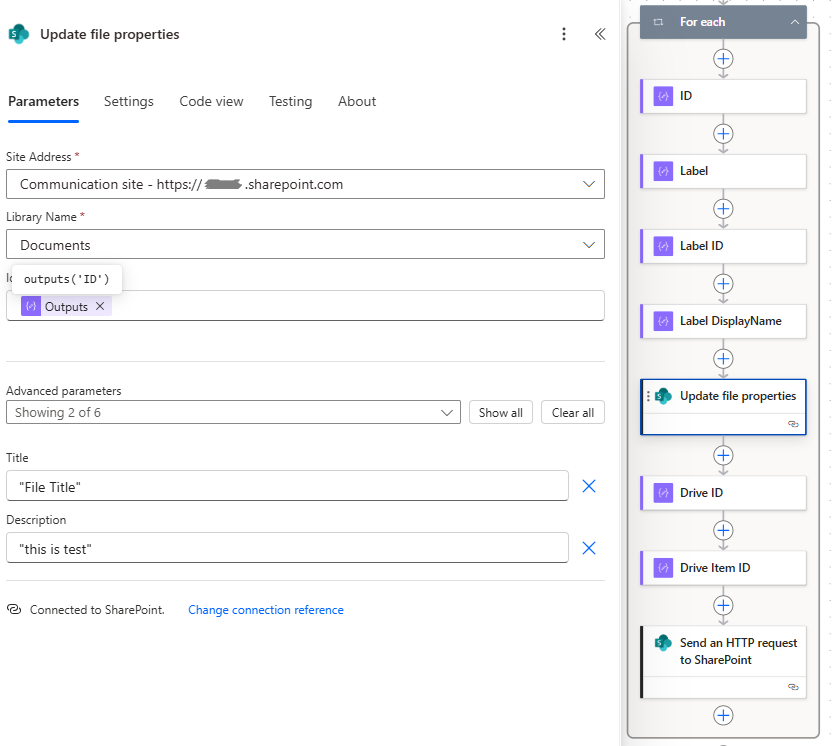 Update file properties
Parameters
Settings
Code view
Testing
About
Site Address *
Communication site - https:// .sharepoint.com
Library Name *
Documents
outputs('ID')
Outputs
Advanced parameters
Showing 2 of 6
Show all
Clear all
Title
"File Title"
Description
"this is test"
Connected to SharePoint.
Change connection reference
For each
ID
Label
Label ID
Label DisplayName
Update file properties
Drive ID
Drive Item ID
Send an HTTP request
to SharePoint